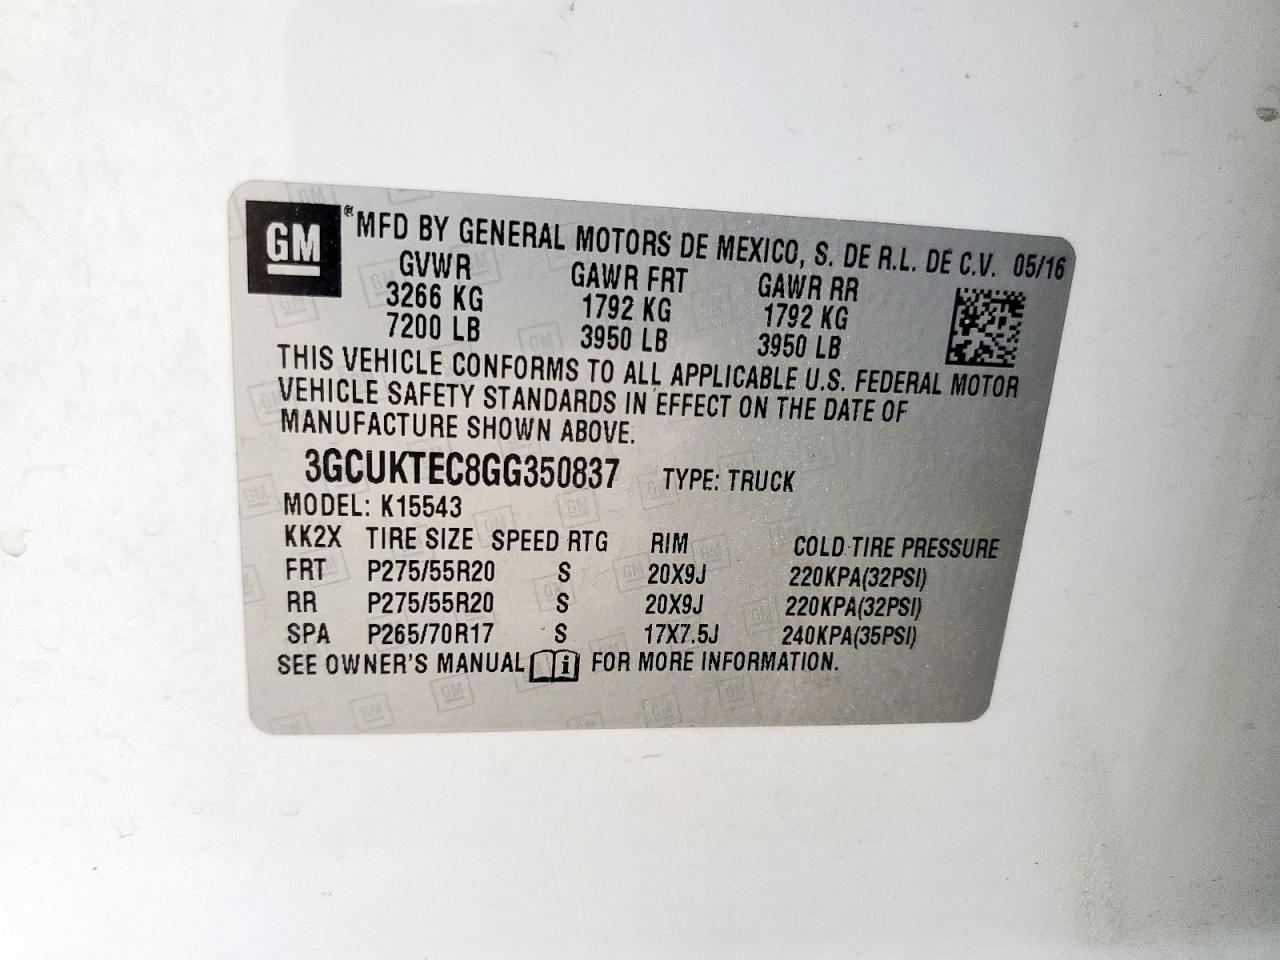 GM ® MFD BY GENERAL MOTORS DE MEXICO, S. DE R.L. DE C.V. 05/16
GVWR GAWR FRT GAWR RR
3266 KG 1792 KG 1792 KG
7200 LB 3950 LB 3950 LB
THIS VEHICLE CONFORMS TO ALL APPLICABLE U.S. FEDERAL MOTOR
VEHICLE SAFETY STANDARDS IN EFFECT ON THE DATE OF
MANUFACTURE SHOWN ABOVE.
3GCUKTEC8GG350837 TYPE: TRUCK
MODEL: K15543
KK2X TIRE SIZE SPEED RTG RIM COLD TIRE PRESSURE
FRT P275/55R20 S 20X9J 220KPA(32PSI)
RR P275/55R20 S 20X9J 220KPA(32PSI)
SPA P265/70R17 S 17X7.5J 240KPA(35PSI)
SEE OWNER'S MANUAL i FOR MORE INFORMATION.